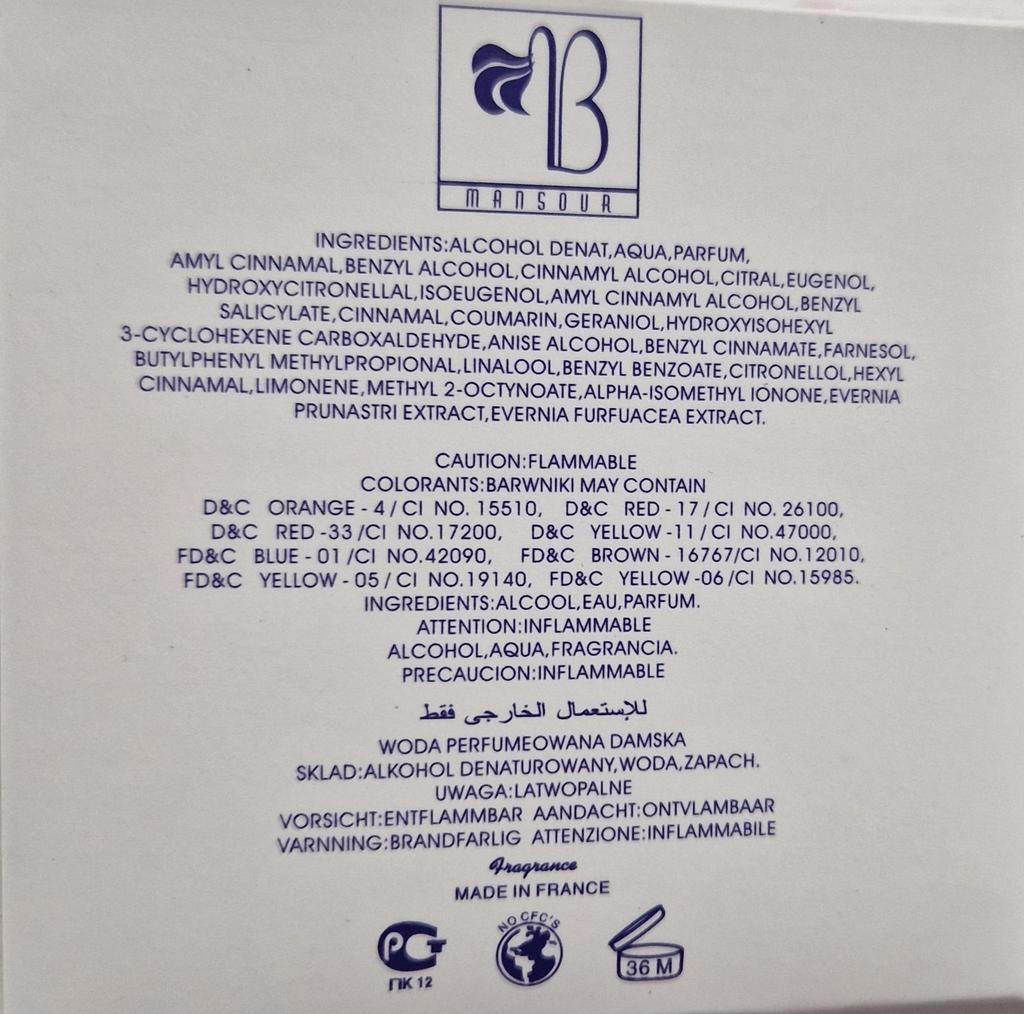 B
MANSOUR
INGREDIENTS:ALCOHOL DENAT,AQUA,PARFUM,
AMYL CINNAMAL,BENZYL ALCOHOL,CINNAMYL ALCOHOL,CITRAL,EUGENOL,
HYDROXYCITRONELLAL,ISOEUGENOL,AMYL CINNAMYL ALCOHOL,BENZYL
SALICYLATE,CINNAMAL,COUMARIN,GERANIOL,HYDROXYISOHEXYL
3-CYCLOHEXENE CARBOXALDEHYDE,ANISE ALCOHOL,BENZYL CINNAMATE,FARNESOL,
BUTYLPHENYL METHYLPROPIONAL,LINALOOL,BENZYL BENZOATE,CITRONELLOL,HEXYL
CINNAMAL,LIMONENE,METHYL 2-OCTYNOATE,ALPHA-ISOMETHYL IONONE,EVERNIA
PRUNASTRI EXTRACT,EVERNIA FURFUACEA EXTRACT.
CAUTION:FLAMMABLE
COLORANTS:BARWNIKI MAY CONTAIN
D&C ORANGE - 4 / CI NO. 15510, D&C RED - 17 / CI NO. 26100,
D&C RED -33 /CI NO.17200, D&C YELLOW -11 / CI NO.47000,
FD&C BLUE - 01 /CI NO.42090, FD&C BROWN - 16767/CI NO.12010,
FD&C YELLOW - 05 / CI NO.19140, FD&C YELLOW -06 /CI NO.15985.
INGREDIENTS:ALCOOL,EAU,PARFUM.
ATTENTION:INFLAMMABLE
ALCOHOL,AQUA,FRAGRANCIA.
PRECAUCION:INFLAMMABLE
للإستعمال الخارجى فقط
WODA PERFUMEOWANA DAMSKA
SKLAD:ALKOHOL DENATUROWANY,WODA,ZAPACH.
UWAGA:LATWOPALNE
VORSICHT:ENTFLAMMBAR AANDACHT:ONTVLAMBAAR
VARNNING:BRANDFARLIG ATTENZIONE:INFLAMMABILE
Fragrance
MADE IN FRANCE
NO CFC'S
РСТ
36 M
ПК 12